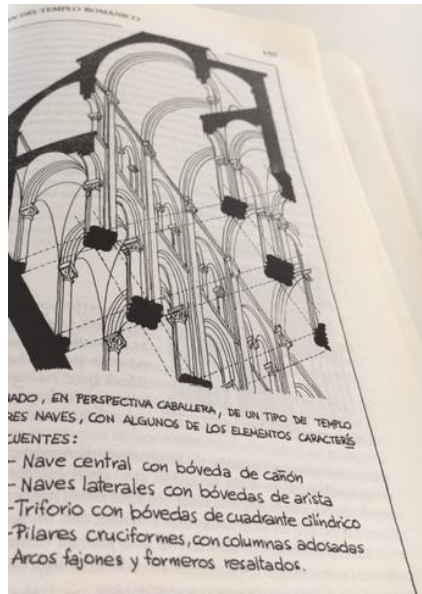 DEL TEMPLO ROMÁNICO
NADO, EN PERSPECTIVA CABALLERA, DE UN TIPO DE TEMPLO
RES NAVES, CON ALGUNOS DE LOS ELEMENTOS CARACTERÍS
CUENTES:
- Nave central con bóveda de cañón
- Naves laterales con bóvedas de arista
- Triforio con bóvedas de cuadrante cilíndrico
- Pilares cruciformes, con columnas adosadas
Arcos fajones y formeros resaltados.